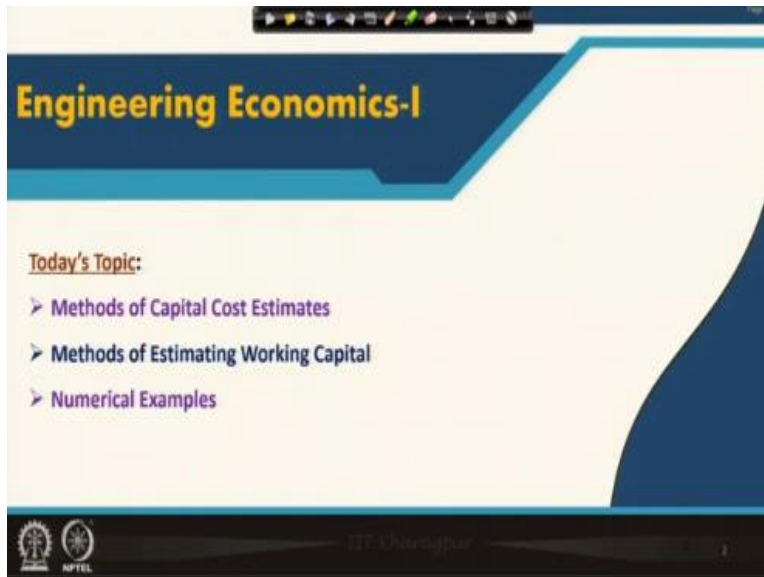 Engineering Economics-I
Today's Topic:
➢ Methods of Capital Cost Estimates
➢ Methods of Estimating Working Capital
➢ Numerical Examples
NPTEL
IIT Kharagpur
2